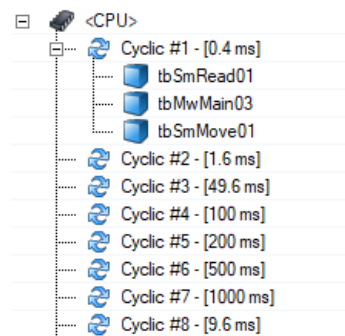 <CPU>
Cyclic #1 - [0.4 ms]
tbSmRead01
tbMwMain03
tbSmMove01
Cyclic #2 - [1.6 ms]
Cyclic #3 - [49.6 ms]
Cyclic #4 - [100 ms]
Cyclic #5 - [200 ms]
Cyclic #6 - [500 ms]
Cyclic #7 - [1000 ms]
Cyclic #8 - [9.6 ms]